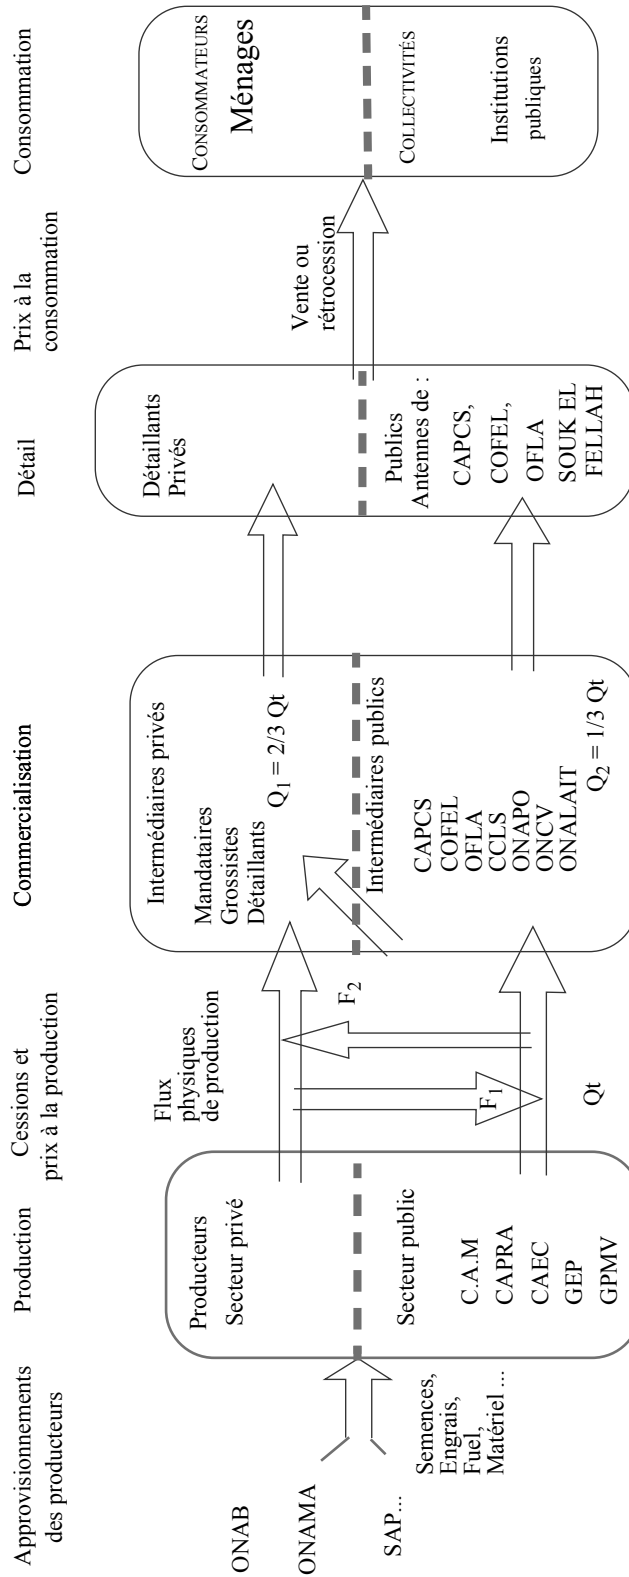 Approvisionnements
des producteurs
Production
Cessions et
prix à la production
Commercialisation
Détail
Prix à la
consommation
Consommation
ONAB
ONAMA
SAP...
Semences,
Engrais,
Fuel,
Matériel ...
Producteurs
Secteur privé
Secteur public
C.A.M
CAPRA
CAEC
GEP
GPMV
Flux
physiques
de production
F1
F2
Qt
Intermédiaires privés
Mandataires
Grossistes
Détaillants
Q1 = 2/3 Qt
Intermédiaires publics
CAPCS
COFEL
OFLA
CCLS
ONAPO
ONCV
ONALAIT
Q2 = 1/3 Qt
Détaillants
Privés
Publics
Antennes de :
CAPCS,
COFEL,
OFLA
SOUK EL
FELLAH
Vente ou
rétrocession
CONSOMMATEURS
Ménages
COLLECTIVITÉS
Institutions
publiques